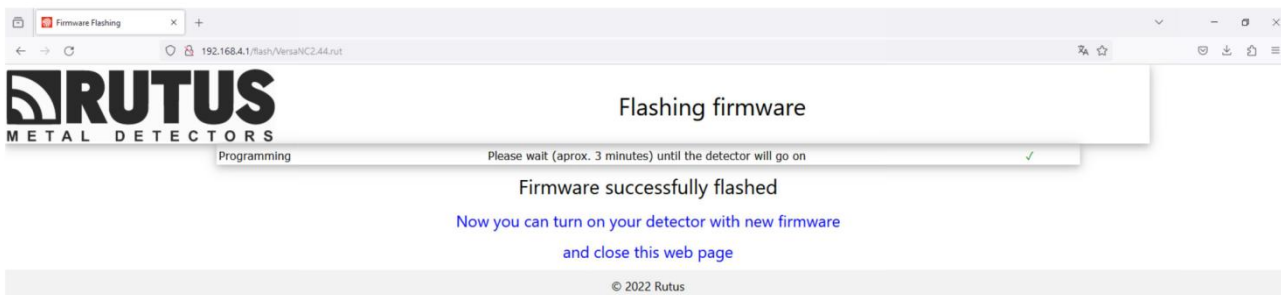 Firmware Flashing
192.168.4.1/flash/VersaNC2.44.rut
RUTUS
METAL DETECTORS
Flashing firmware
Programming Please wait (aprox. 3 minutes) until the detector will go on ✓
Firmware successfully flashed
Now you can turn on your detector with new firmware
and close this web page
© 2022 Rutus